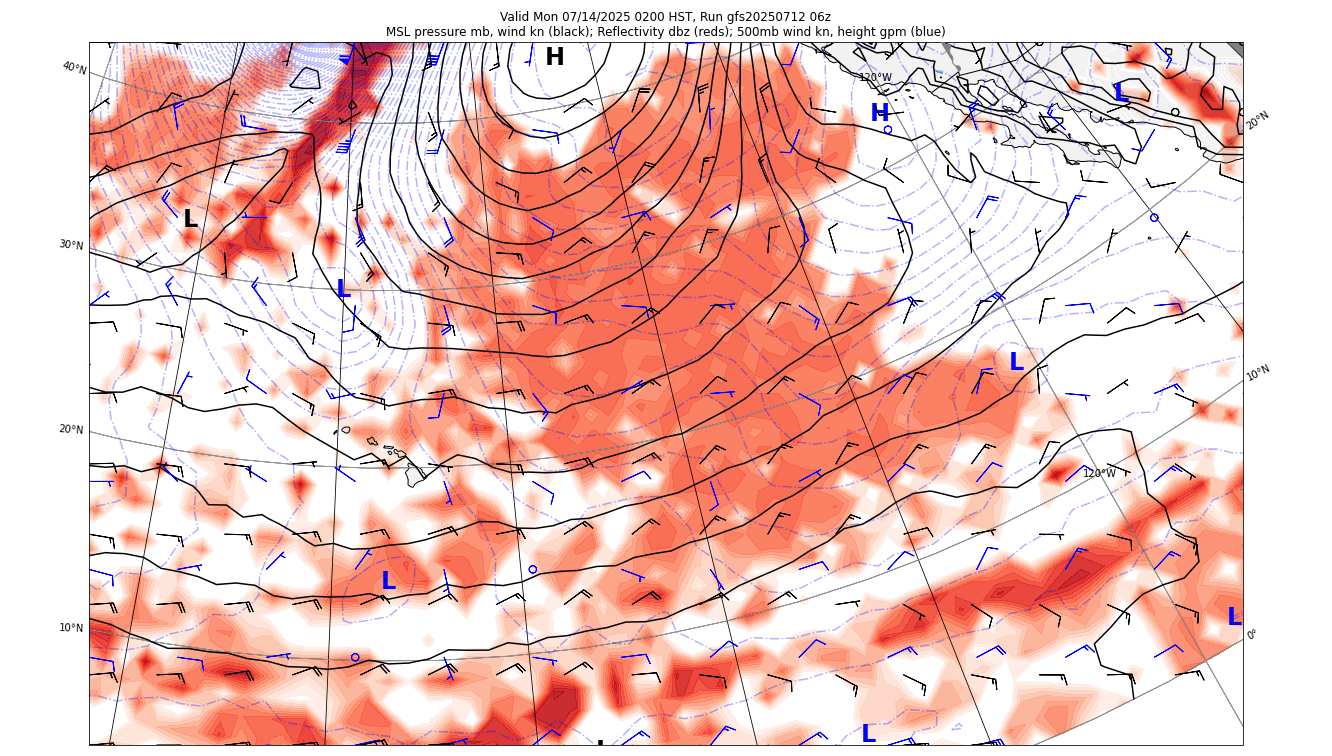 Valid Mon 07/14/2025 0200 HST, Run gfs20250712 06z
MSL pressure mb, wind kn (black); Reflectivity dbz (reds); 500mb wind kn, height gpm (blue)
H
40°N
120°W
L
H
20°N
L
30°N
L
L
10°N
20°N
120°W
L
L
10°N
0°
L